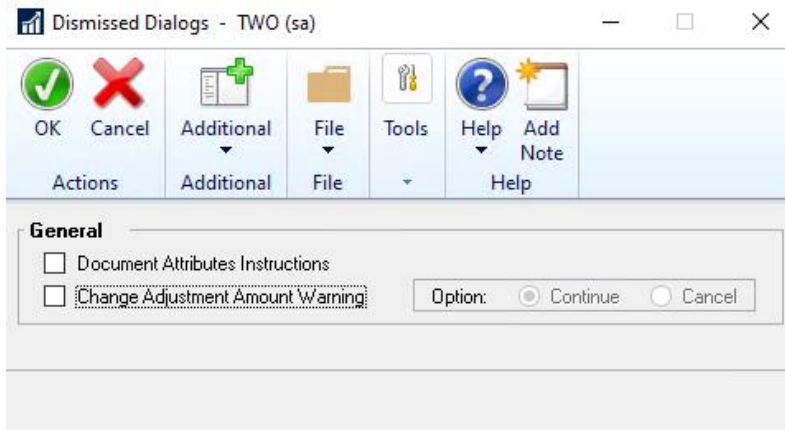 Dismissed Dialogs - TWO (sa)
OK Cancel Additional File Tools Help Add Note
Actions Additional File Help
General
Document Attributes Instructions
Change Adjustment Amount Warning Option: Continue Cancel